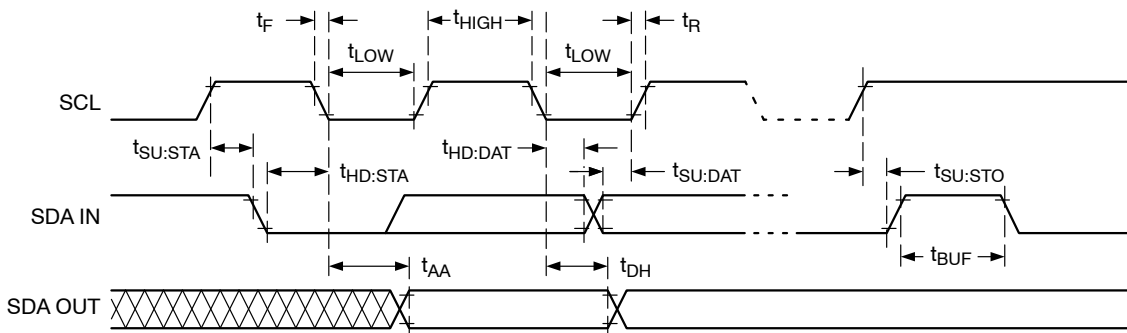 tF
tHIGH
tR
tLOW
tLOW
SCL
tSU:STA
tHD:STA
tHD:DAT
tSU:DAT
tSU:STO
SDA IN
tBUF
tAA
tDH
SDA OUT